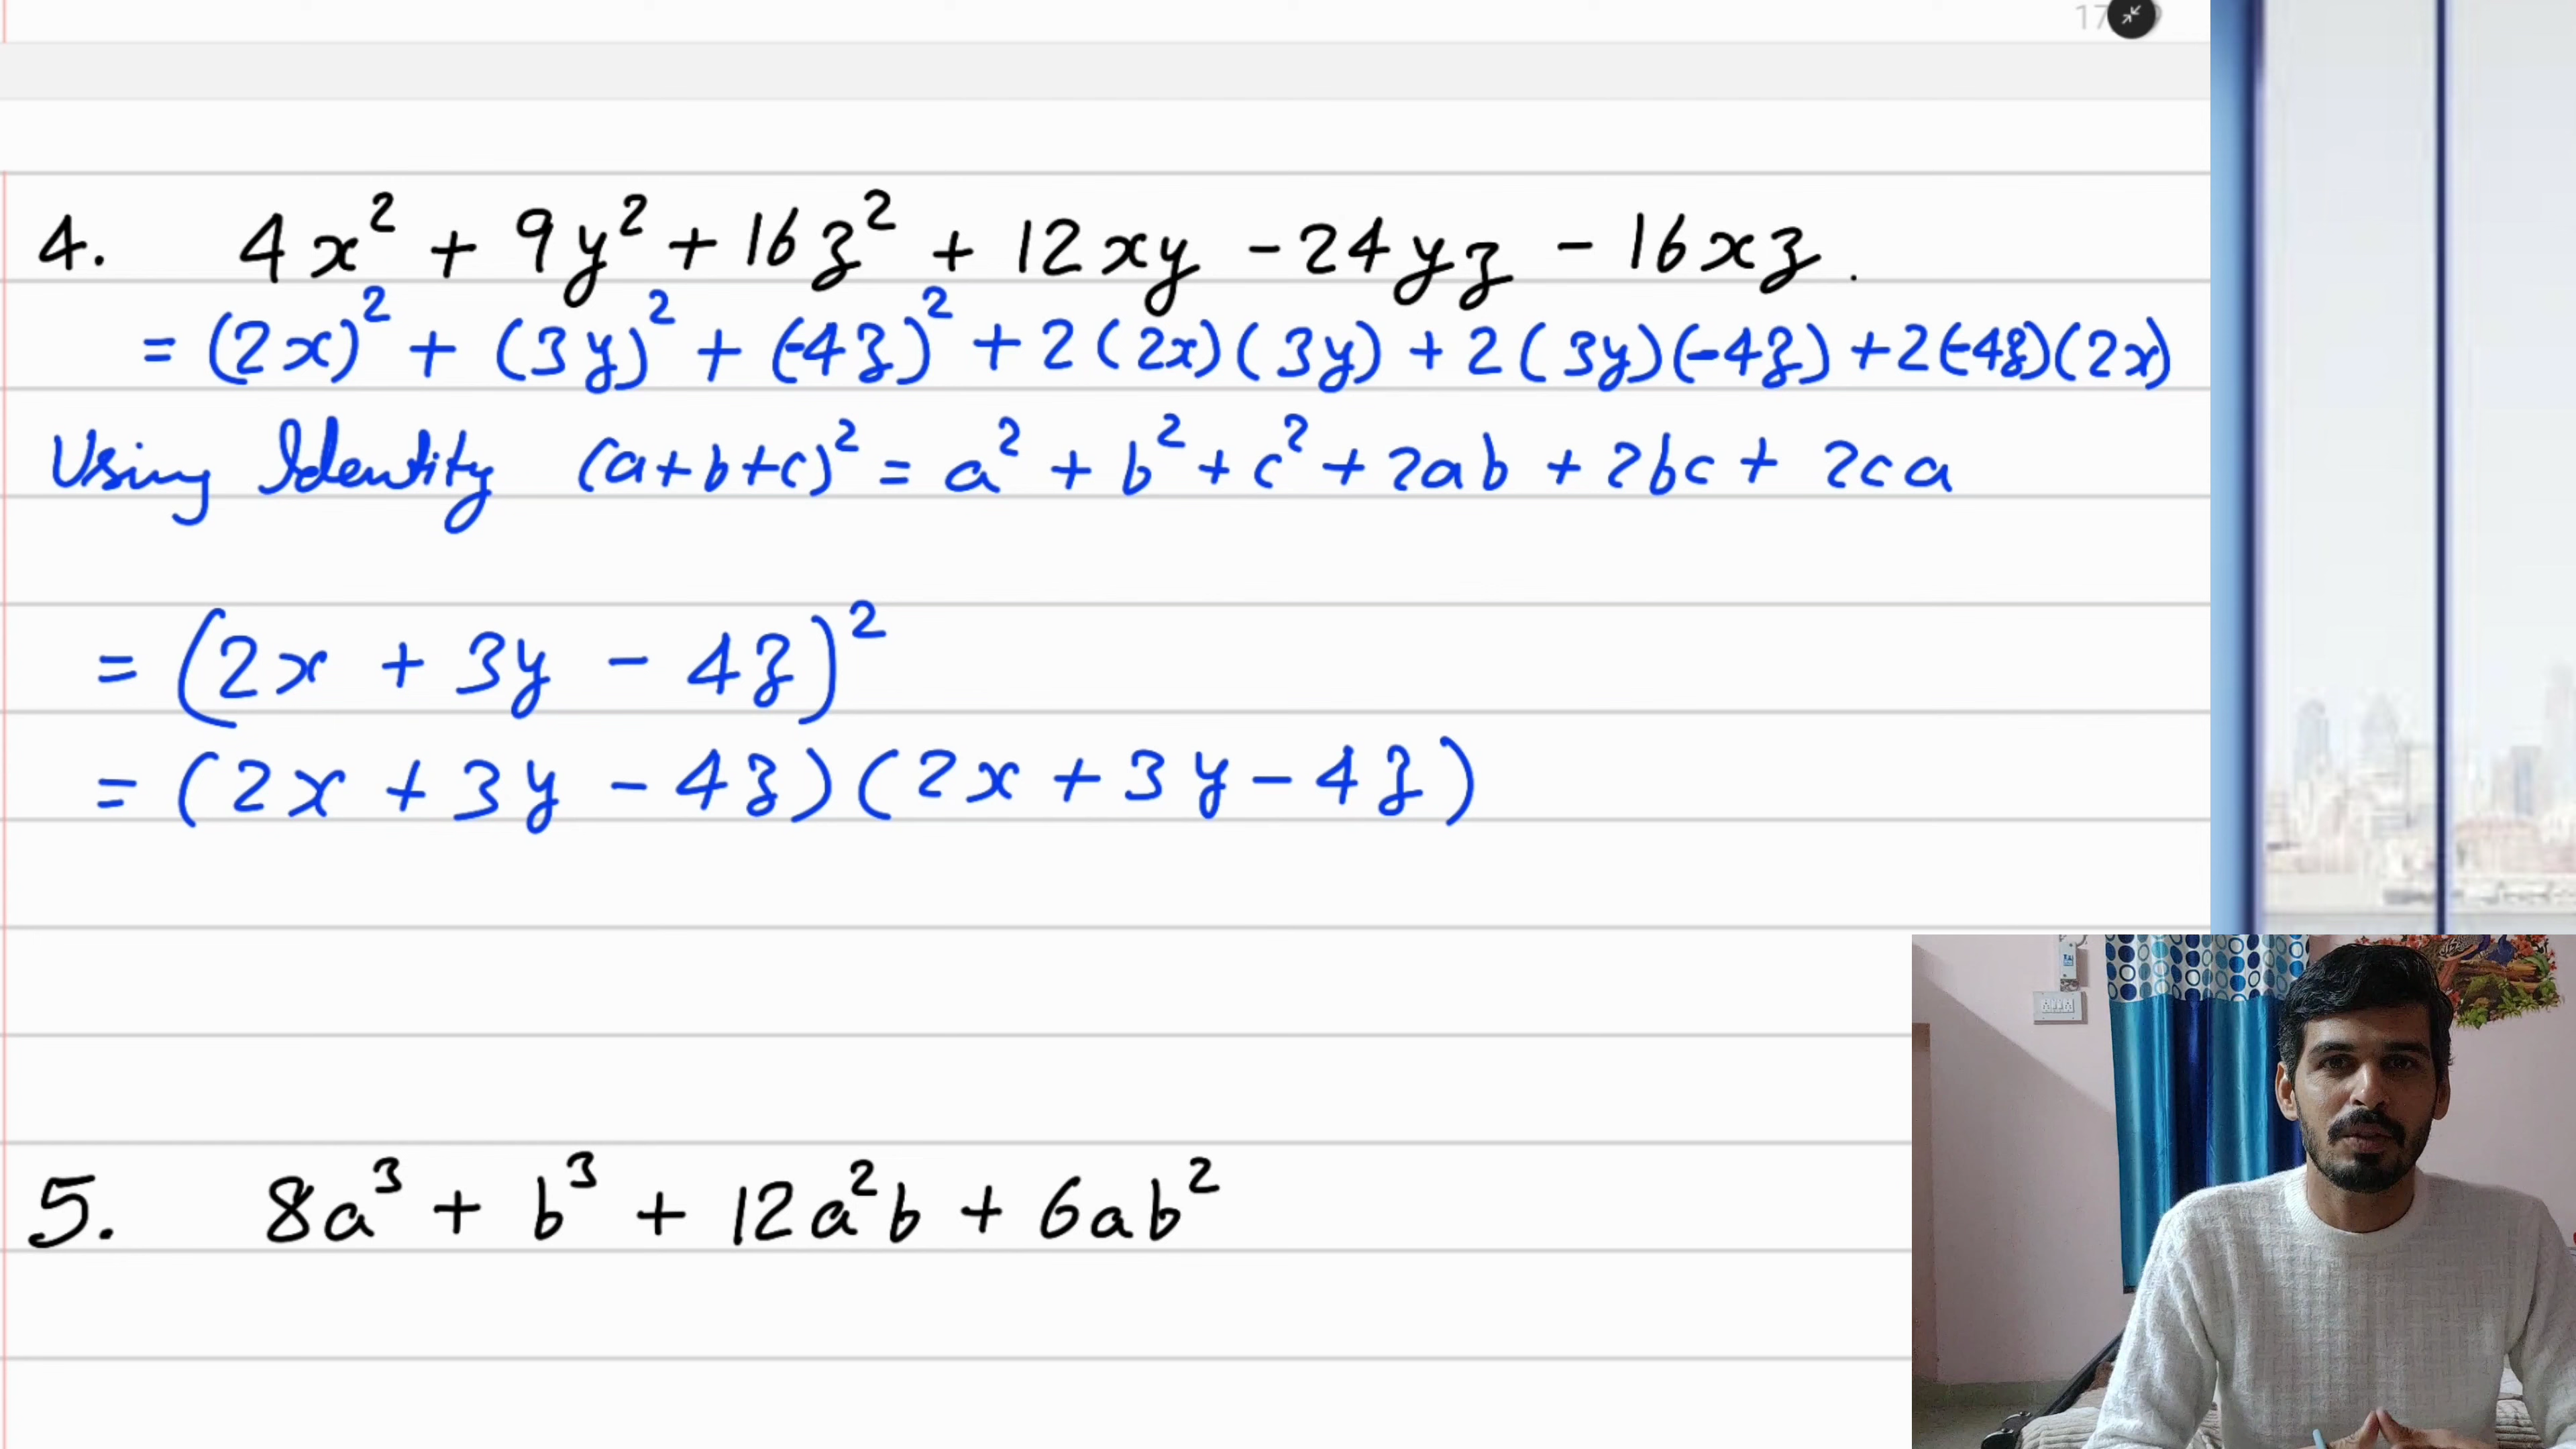 4. 4x² + 9y² + 16z² + 12xy - 24yz - 16xz.
= (2x)² + (3y)² + (-4z)² + 2(2x)(3y) + 2(3y)(-4z) + 2(-4z)(2x)
Using Identity (a+b+c)² = a² + b² + c² + 2ab + 2bc + 2ca
= (2x + 3y - 4z)²
= (2x + 3y - 4z)(2x + 3y - 4z)
5. 8a³ + b³ + 12a²b + 6ab²